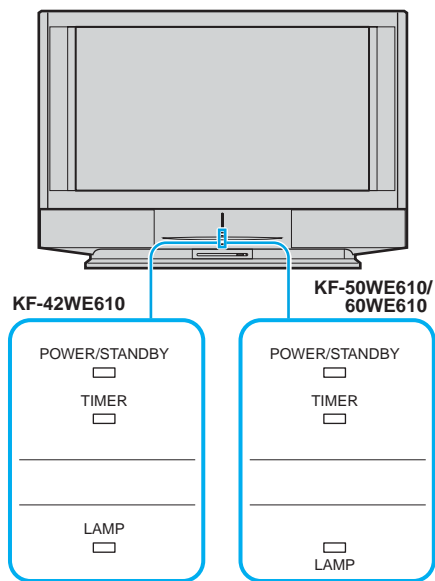 KF-42WE610
POWER/STANDBY
TIMER
LAMP
KF-50WE610/
60WE610
POWER/STANDBY
TIMER
LAMP